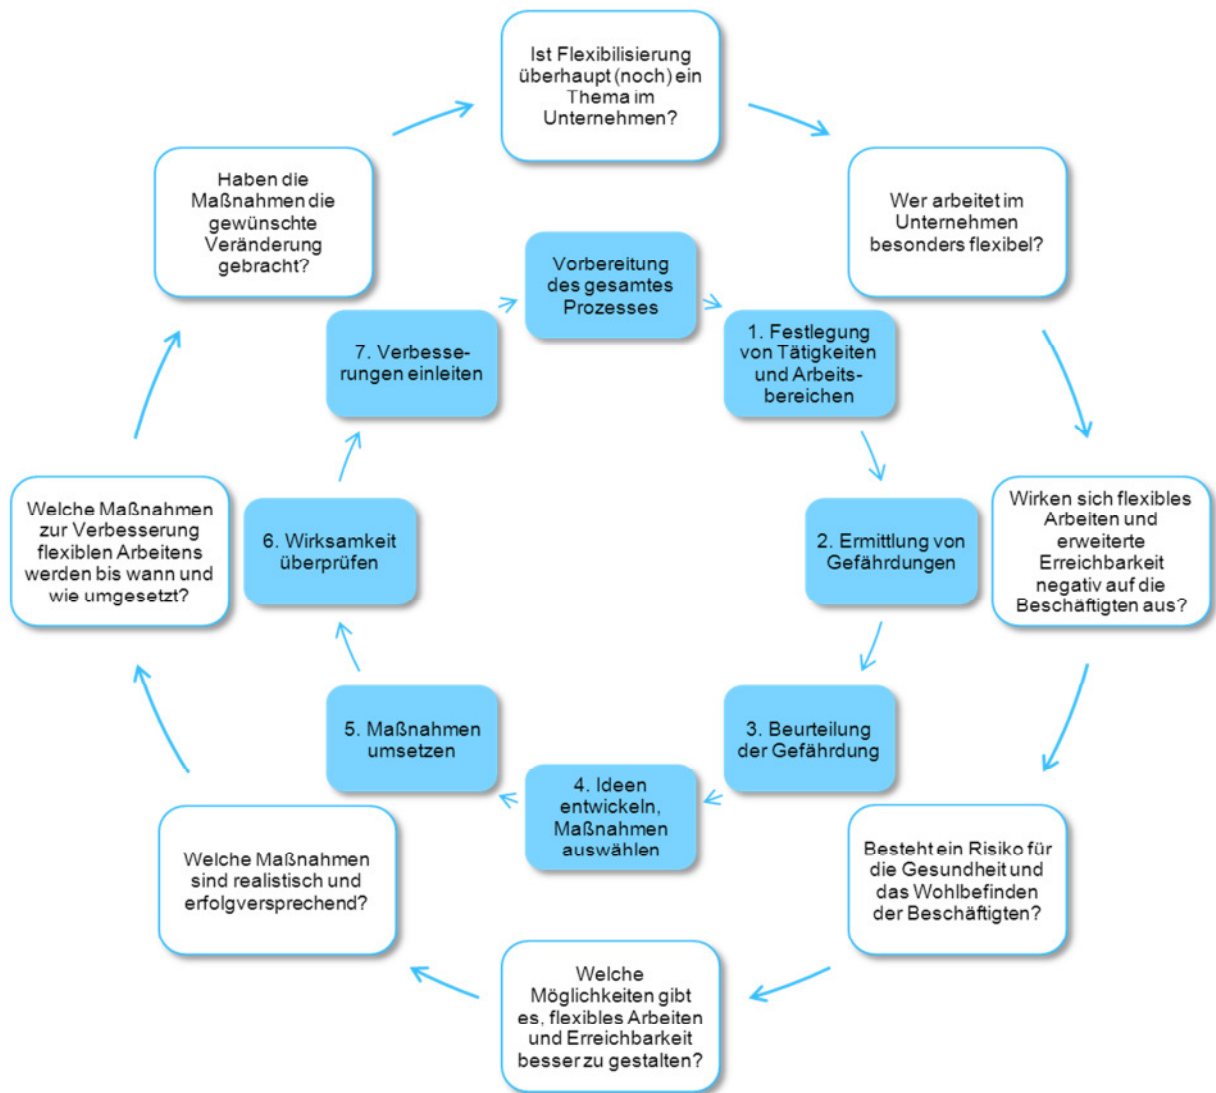 Ist Flexibilisierung
überhaupt (noch) ein
Thema im
Unternehmen?
Wer arbeitet im
Unternehmen
besonders flexibel?
Wirken sich flexibles
Arbeiten und
erweiterte
Erreichbarkeit
negativ auf die
Beschäftigten aus?
Besteht ein Risiko für
die Gesundheit und
das Wohlbefinden
der Beschäftigten?
Welche
Möglichkeiten gibt
es, flexibles Arbeiten
und Erreichbarkeit
besser zu gestalten?
Welche Maßnahmen
sind realistisch und
erfolgversprechend?
Welche Maßnahmen
zur Verbesserung
flexiblen Arbeitens
werden bis wann und
wie umgesetzt?
Haben die
Maßnahmen die
gewünschte
Veränderung
gebracht?
Vorbereitung
des gesamtes
Prozesses
1. Festlegung
von Tätigkeiten
und Arbeits-
bereichen
2. Ermittlung von
Gefährdungen
3. Beurteilung
der Gefährdung
4. Ideen
entwickeln,
Maßnahmen
auswählen
5. Maßnahmen
umsetzen
6. Wirksamkeit
überprüfen
7. Verbesse-
rungen einleiten